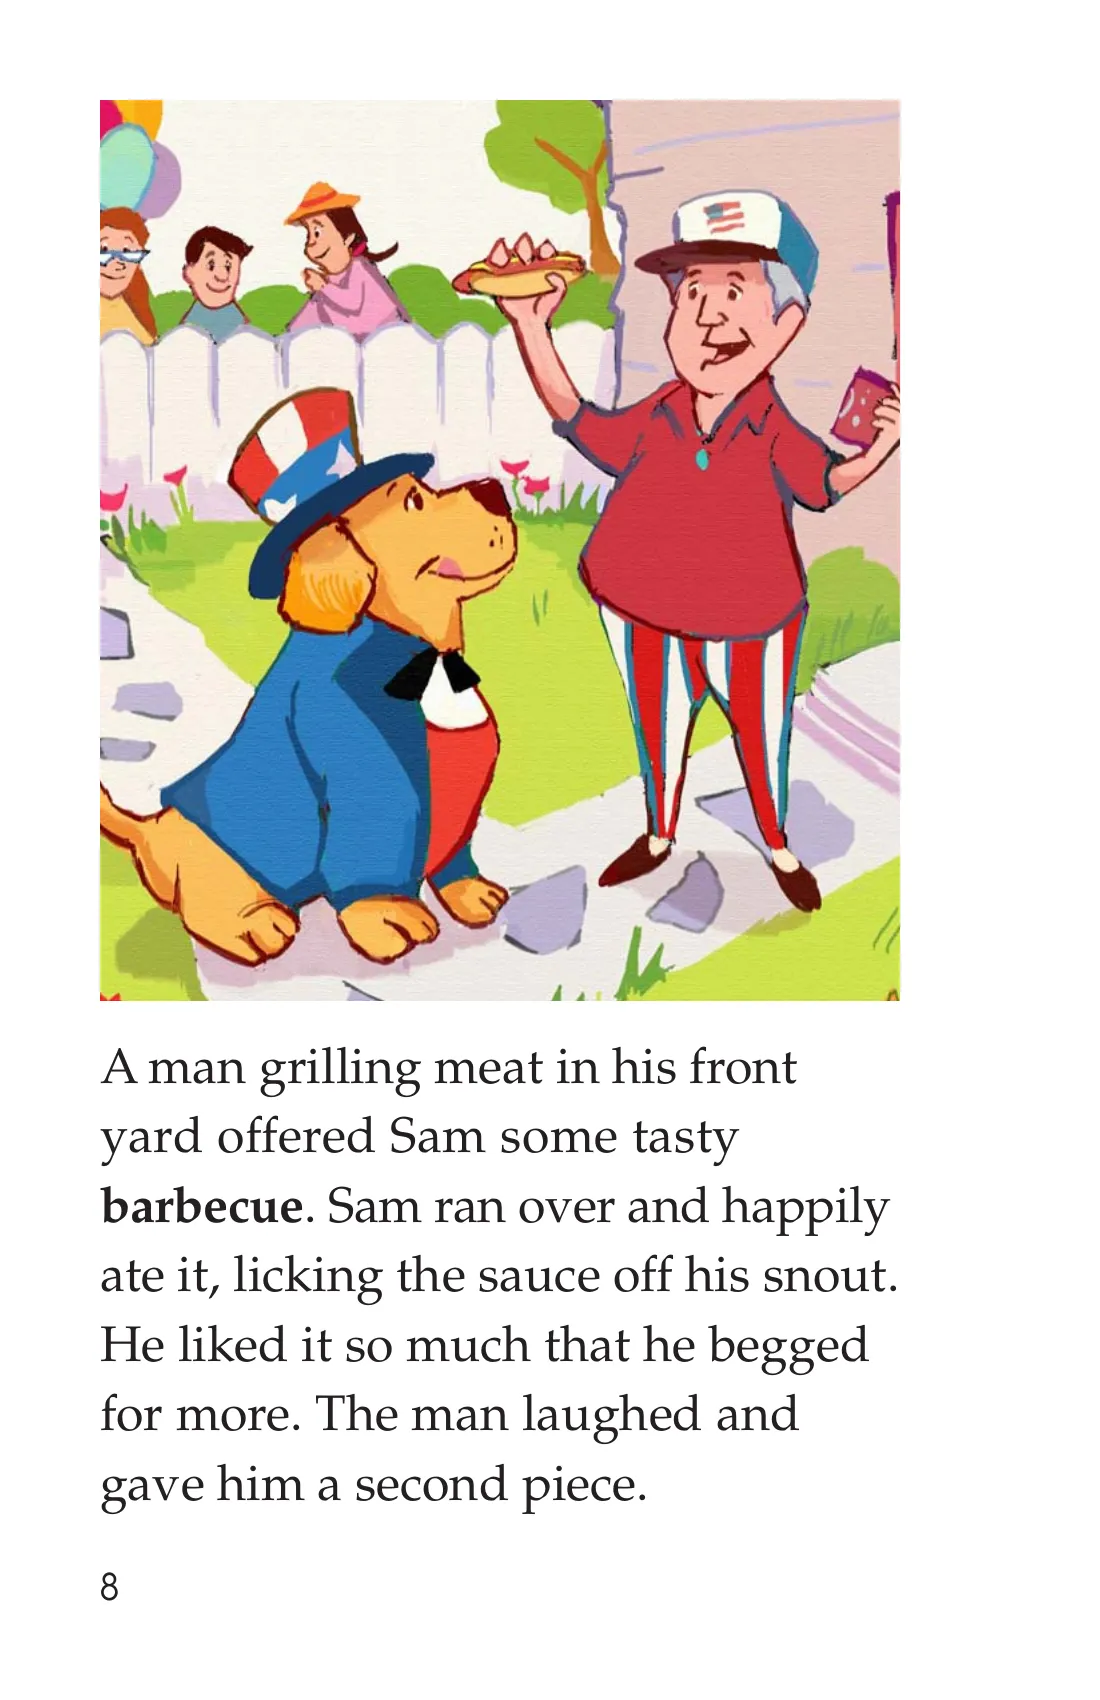 A man grilling meat in his front
yard offered Sam some tasty
barbecue. Sam ran over and happily
ate it, licking the sauce off his snout.
He liked it so much that he begged
for more. The man laughed and
gave him a second piece.
8